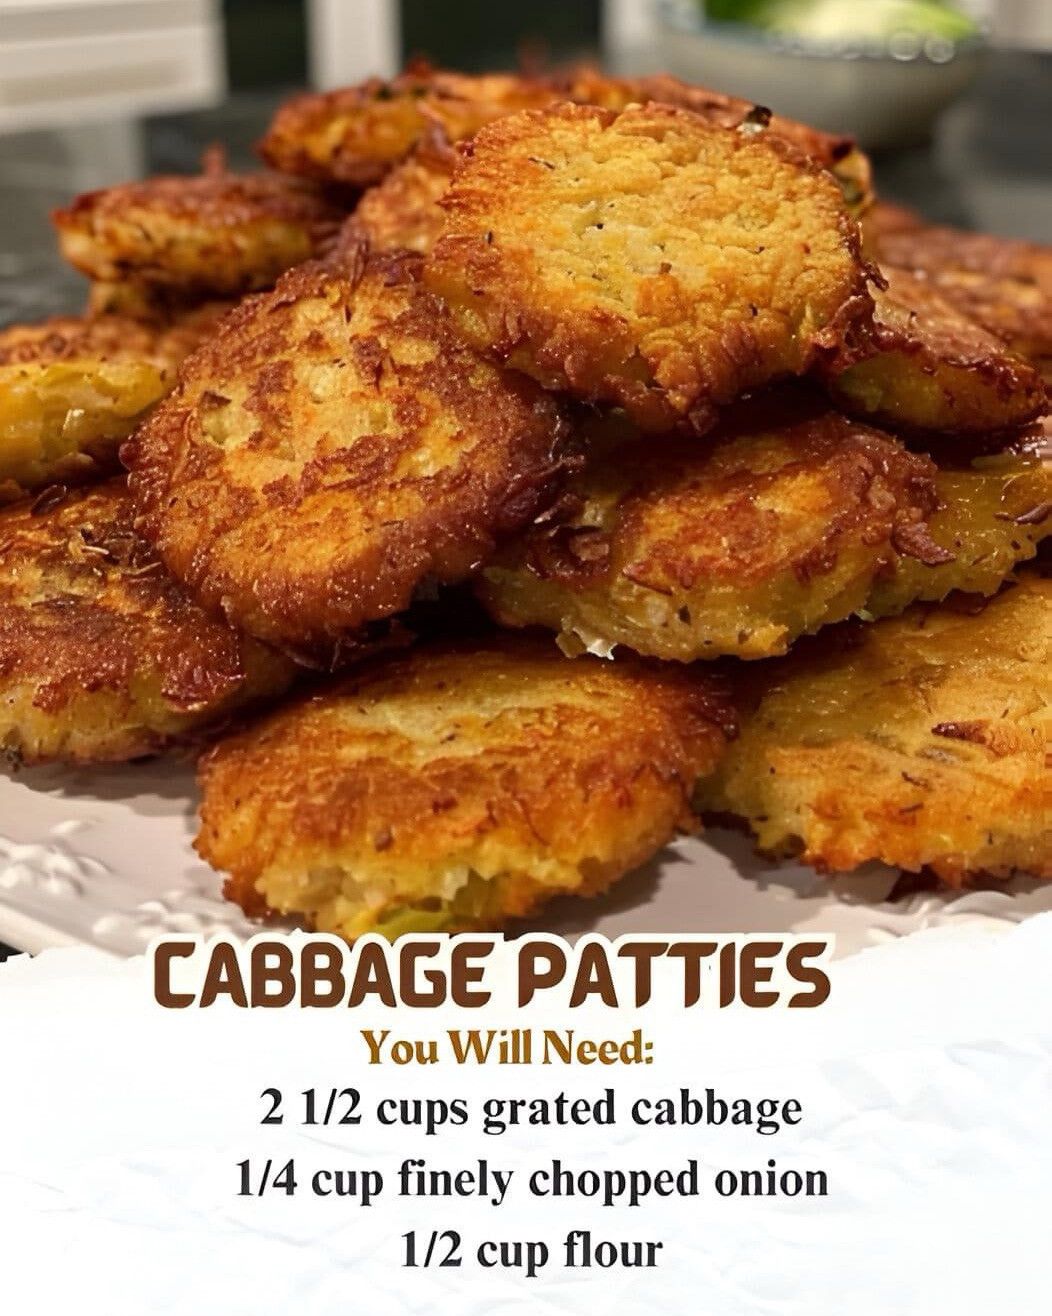 CABBAGE PATTIES
You Will Need:
2 1/2 cups grated cabbage
1/4 cup finely chopped onion
1/2 cup flour